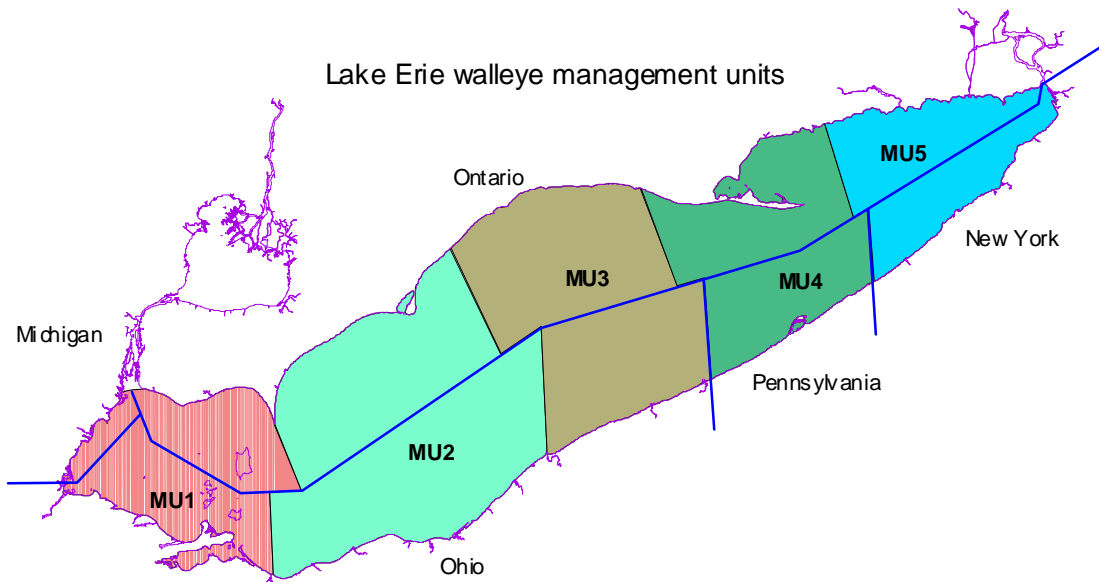 Lake Erie walleye management units
MU5
Ontario
New York
MU3
MU4
Michigan
Pennsylvania
MU2
MU1
Ohio